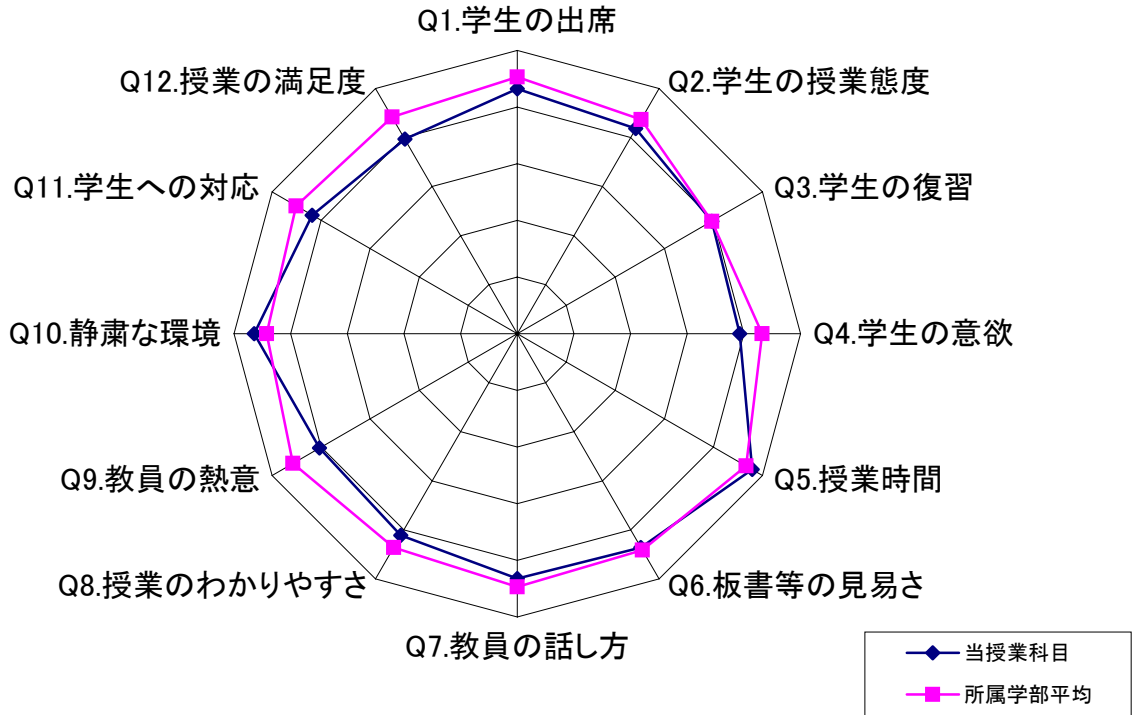 Q1.学生の出席
Q12.授業の満足度
Q2.学生の授業態度
Q11.学生への対応
Q3.学生の復習
Q10.静粛な環境
Q4.学生の意欲
Q9.教員の熱意
Q5.授業時間
Q8.授業のわかりやすさ
Q6.板書等の見易さ
Q7.教員の話し方
当授業科目
所属学部平均